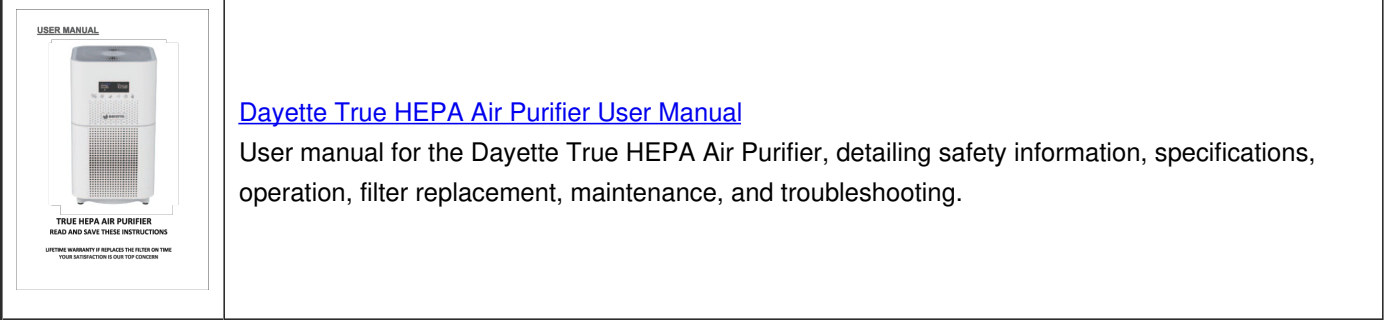 USER MANUAL
TRUE HEPA AIR PURIFIER
READ AND SAVE THESE INSTRUCTIONS
LIFETIME WARRANTY IF REPLACES THE FILTER ON TIME
YOUR SATISFACTION IS OUR TOP CONCERN
Dayette True HEPA Air Purifier User Manual
User manual for the Dayette True HEPA Air Purifier, detailing safety information, specifications,
operation, filter replacement, maintenance, and troubleshooting.